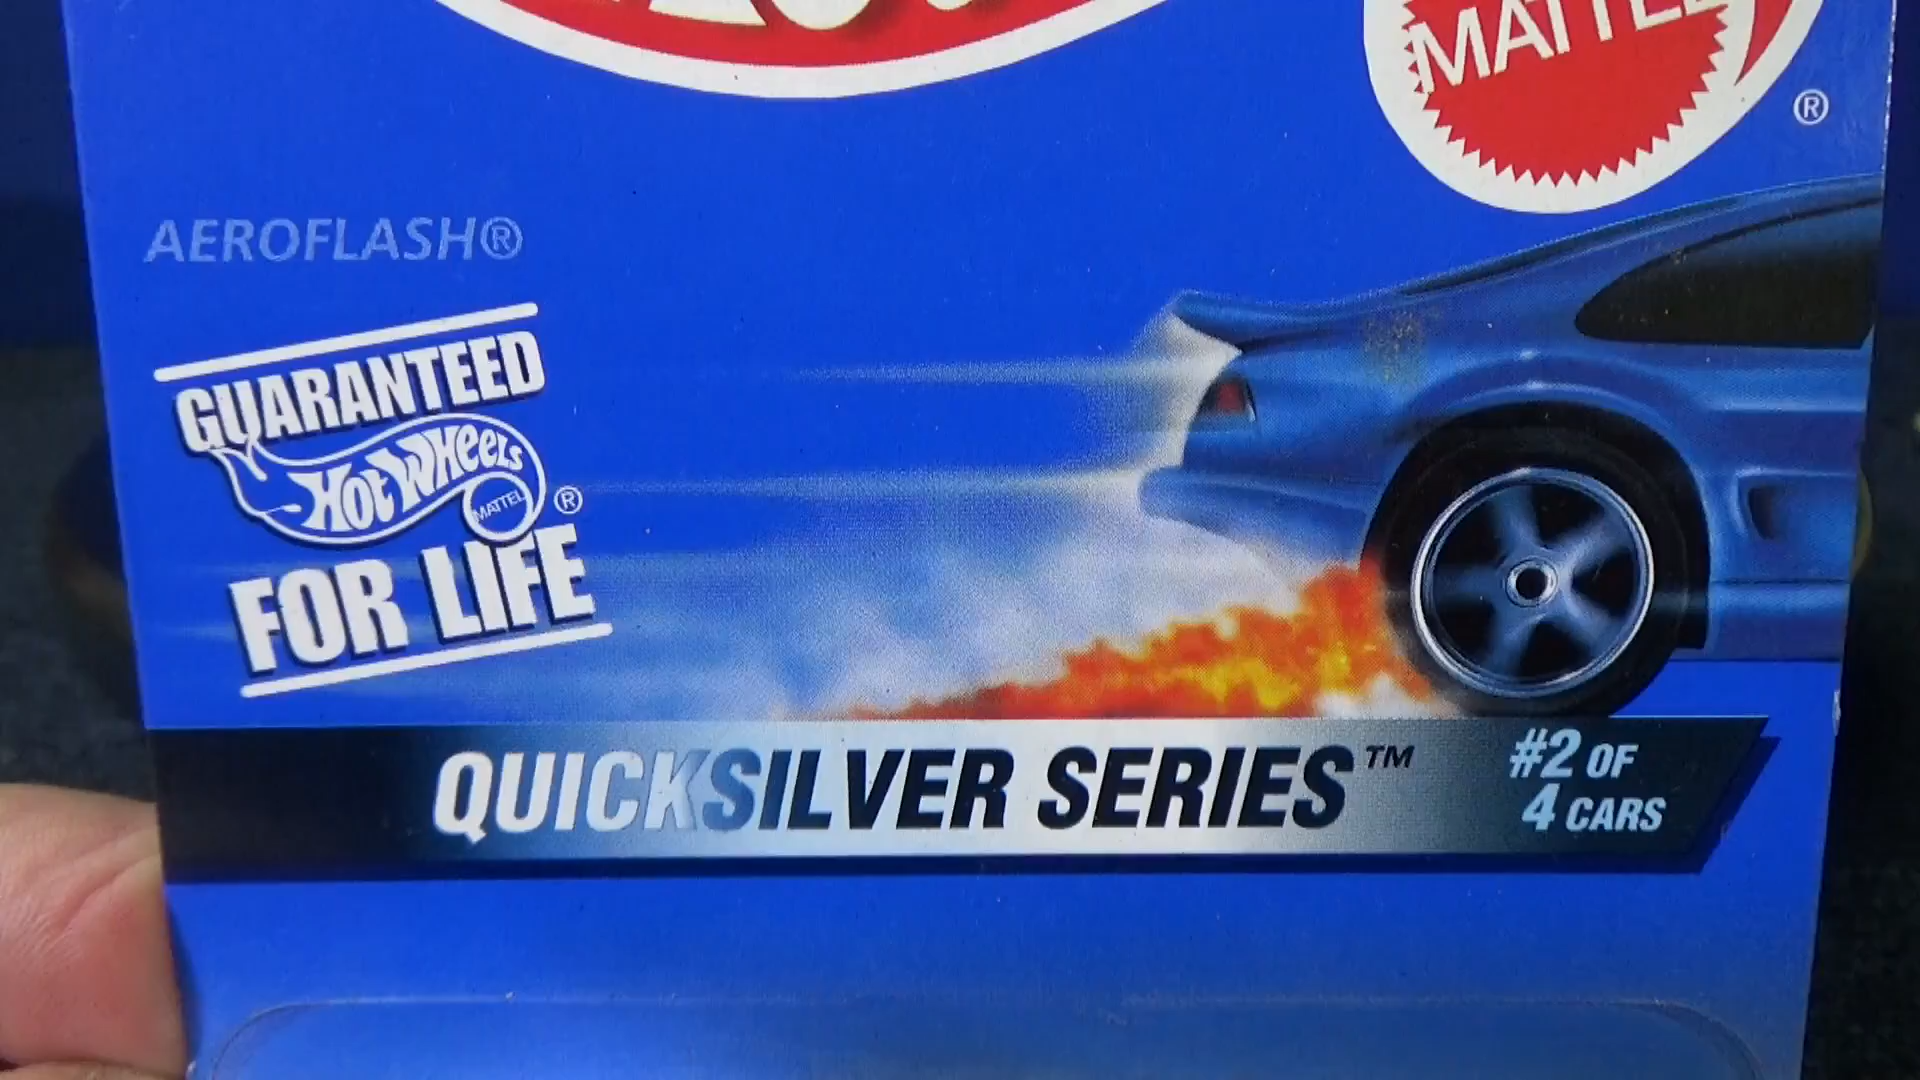 MATTEL
®
AEROFLASH®
GUARANTEED
HOT WHEELS
MATTEL
®
FOR LIFE
QUICKSILVER SERIES™
#2 OF
4 CARS